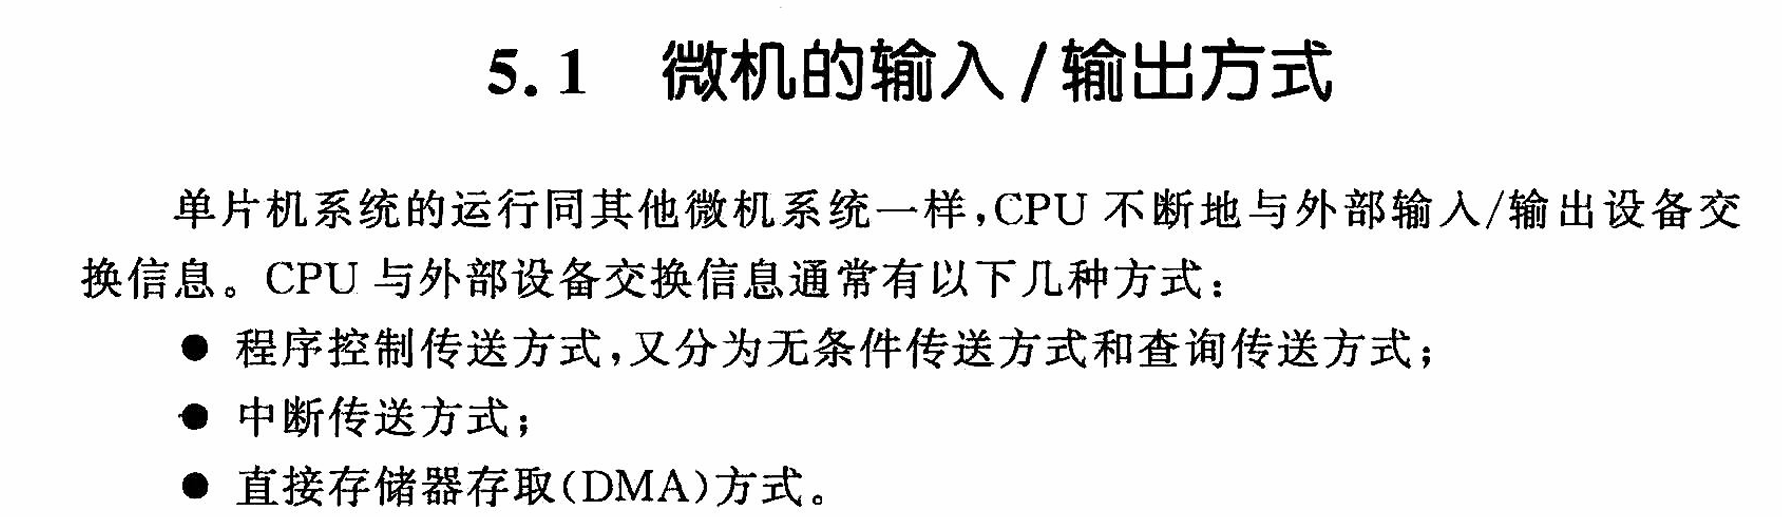 5.1 微机的输入/输出方式
单片机系统的运行同其他微机系统一样,CPU 不断地与外部输入/输出设备交
换信息。CPU 与外部设备交换信息通常有以下几种方式:
● 程序控制传送方式,又分为无条件传送方式和查询传送方式;
● 中断传送方式;
● 直接存储器存取(DMA)方式。